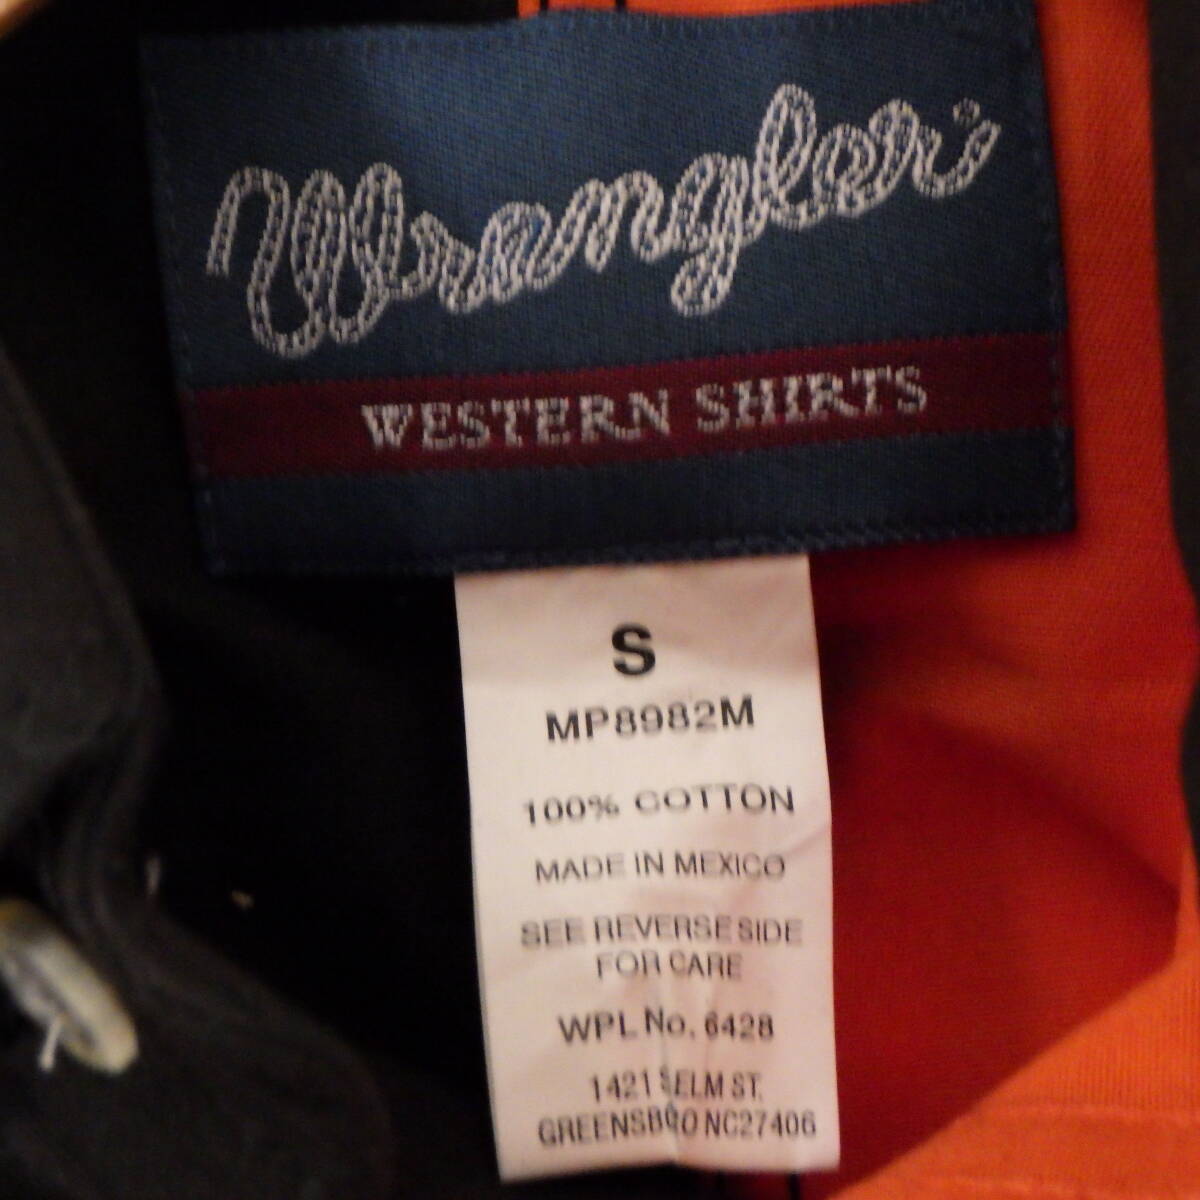 Wrangler
WESTERN SHIRTS
S
MP8982M
100% COTTON
MADE IN MEXICO
SEE REVERSE SIDE
FOR CARE
WPL No. 6428
1421 S ELM ST.
GREENSBORO NC27406